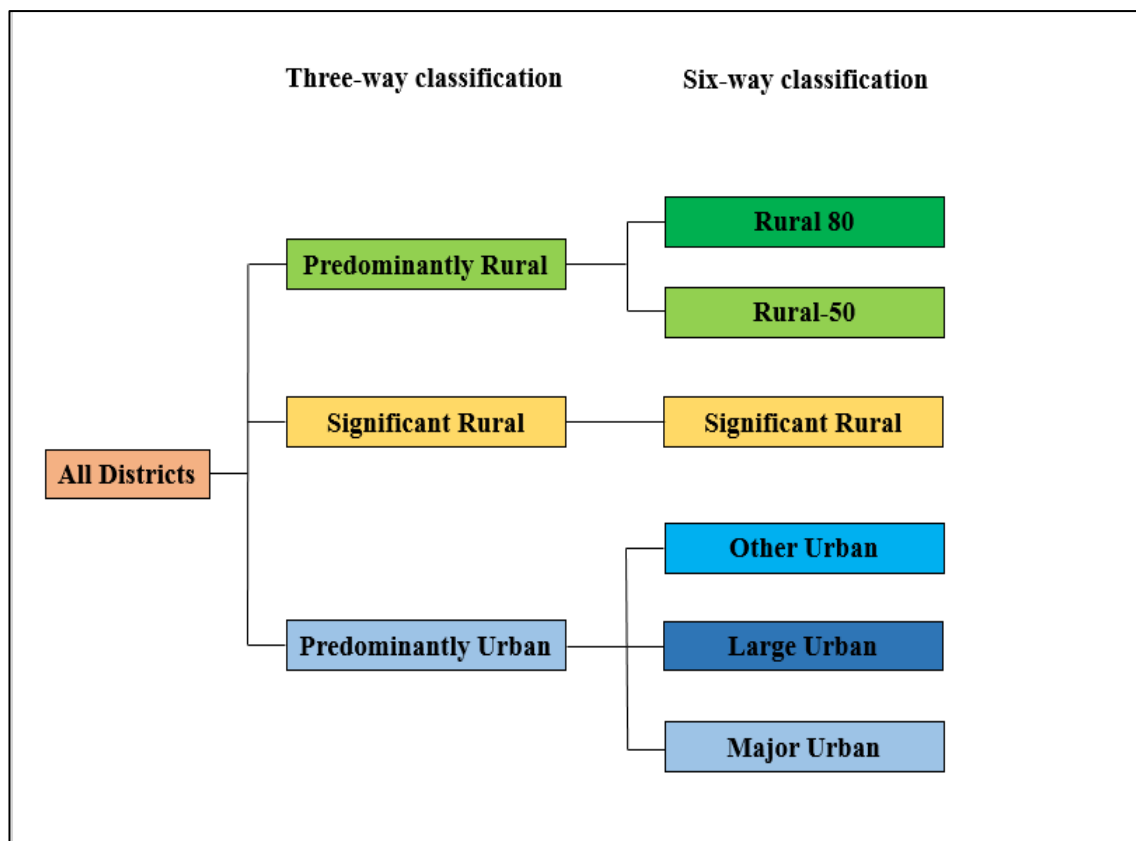 Three-way classification
Six-way classification
Rural 80
Predominantly Rural
Rural-50
Significant Rural
Significant Rural
All Districts
Other Urban
Predominantly Urban
Large Urban
Major Urban